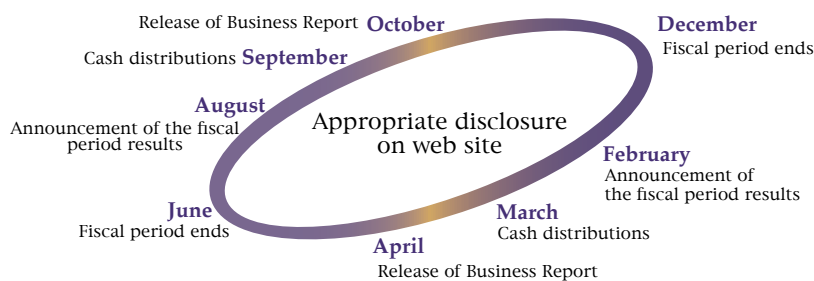 Release of Business Report October
December
Fiscal period ends
Cash distributions September
August
Announcement of the fiscal
period results
Appropriate disclosure
on web site
February
Announcement of
the fiscal period results
June
Fiscal period ends
March
Cash distributions
April
Release of Business Report